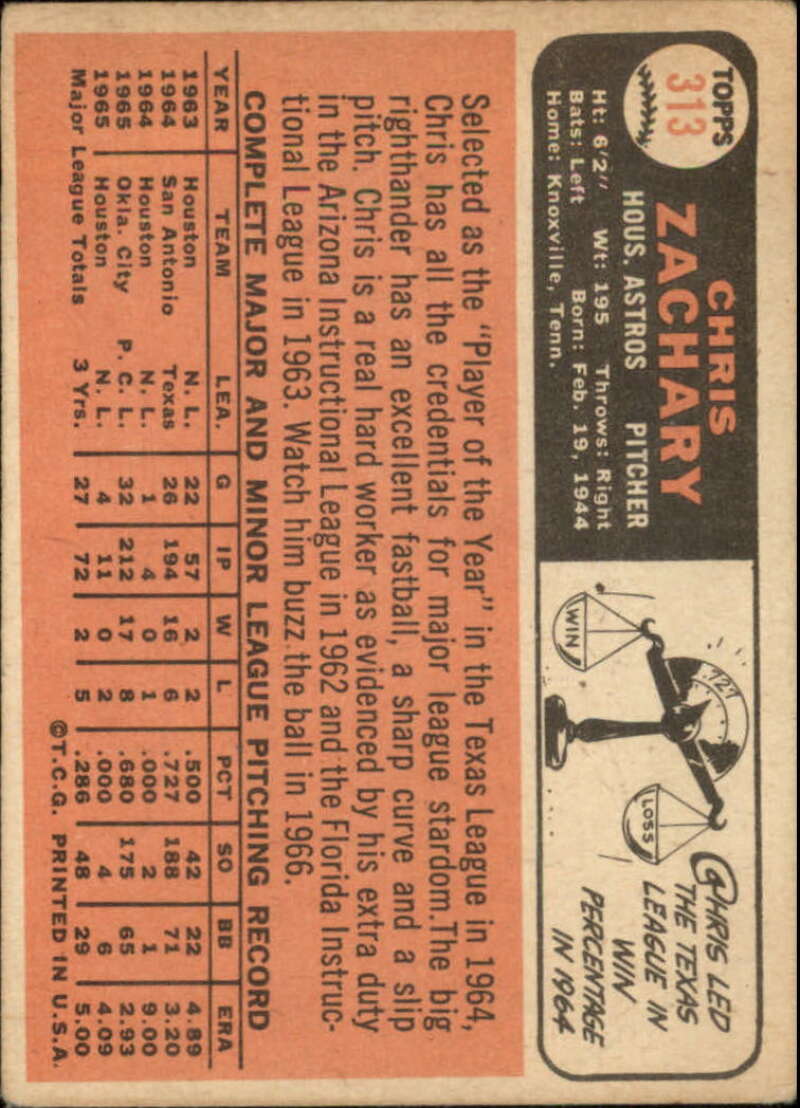 TOPPS
313
CHRIS
ZACHARY
HOUS. ASTROS PITCHER
Ht: 6'2" Wt: 195 Throws: Right
Bats: Left Born: Feb. 19, 1944
Home: Knoxville, Tenn.
.727
WIN
LOSS
CHRIS LED
THE TEXAS
LEAGUE IN
WIN
PERCENTAGE
IN 1964
Selected as the "Player of the Year" in the Texas League in 1964,
Chris has all the credentials for major league stardom. The big
righthander has an excellent fastball, a sharp curve and a slip
pitch. Chris is a real hard worker as evidenced by his extra duty
in the Arizona Instructional League in 1962 and the Florida Instruc-
tional League in 1963. Watch him buzz the ball in 1966.
COMPLETE MAJOR AND MINOR LEAGUE PITCHING RECORD
YEAR TEAM LEA. G IP W L PCT SO BB ERA
1963 Houston N. L. 22 57 2 2 .500 42 22 4.89
1964 San Antonio Texas 26 194 16 6 .727 188 71 3.20
1964 Houston N. L. 1 4 0 1 .000 2 1 9.00
1965 Okla. City P. C. L. 32 212 17 8 .680 175 65 2.93
1965 Houston N. L. 4 11 0 2 .000 4 6 4.09
Major League Totals 3 Yrs. 27 72 2 5 .286 48 29 5.00
©T.C.G. PRINTED IN U.S.A.